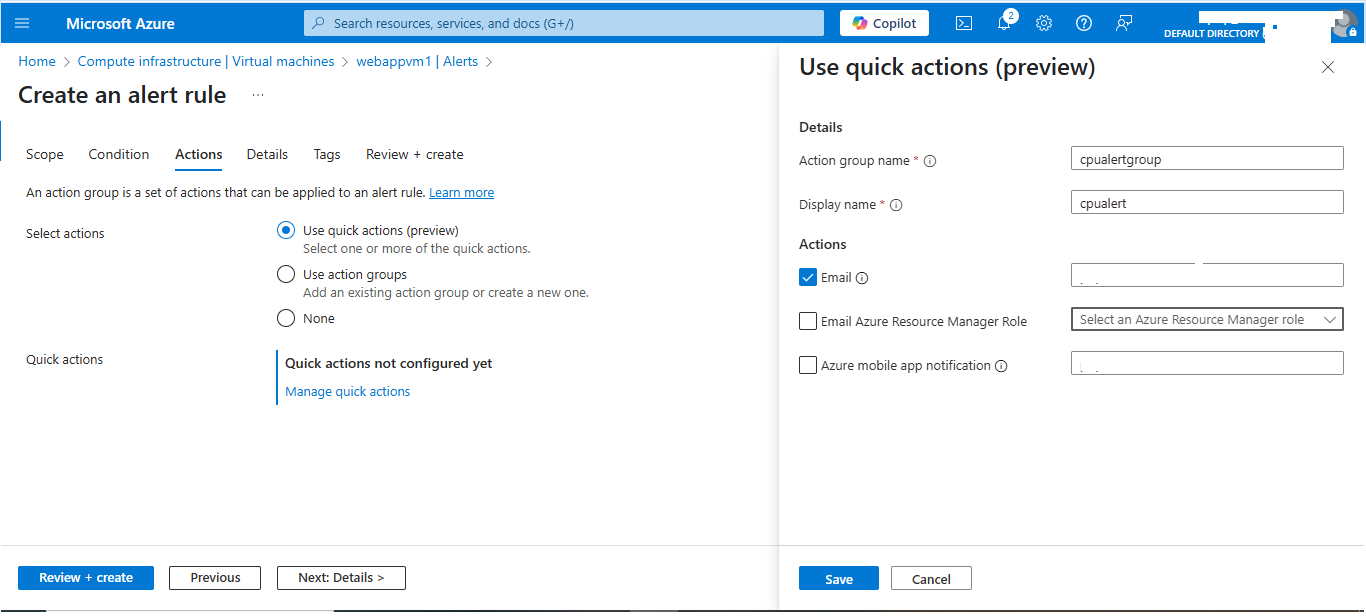 Microsoft Azure
Search resources, services, and docs (G+/)
Copilot
2
DEFAULT DIRECTORY
Home > Compute infrastructure | Virtual machines > webappvm1 | Alerts >
Create an alert rule ...
Scope Condition Actions Details Tags Review + create
An action group is a set of actions that can be applied to an alert rule. Learn more
Select actions
Use quick actions (preview)
Select one or more of the quick actions.
Use action groups
Add an existing action group or create a new one.
None
Quick actions
Quick actions not configured yet
Manage quick actions
Review + create Previous Next: Details >
Use quick actions (preview)
Details
Action group name * cpualertgroup
Display name * cpualert
Actions
Email
Email Azure Resource Manager Role Select an Azure Resource Manager role
Azure mobile app notification
Save Cancel